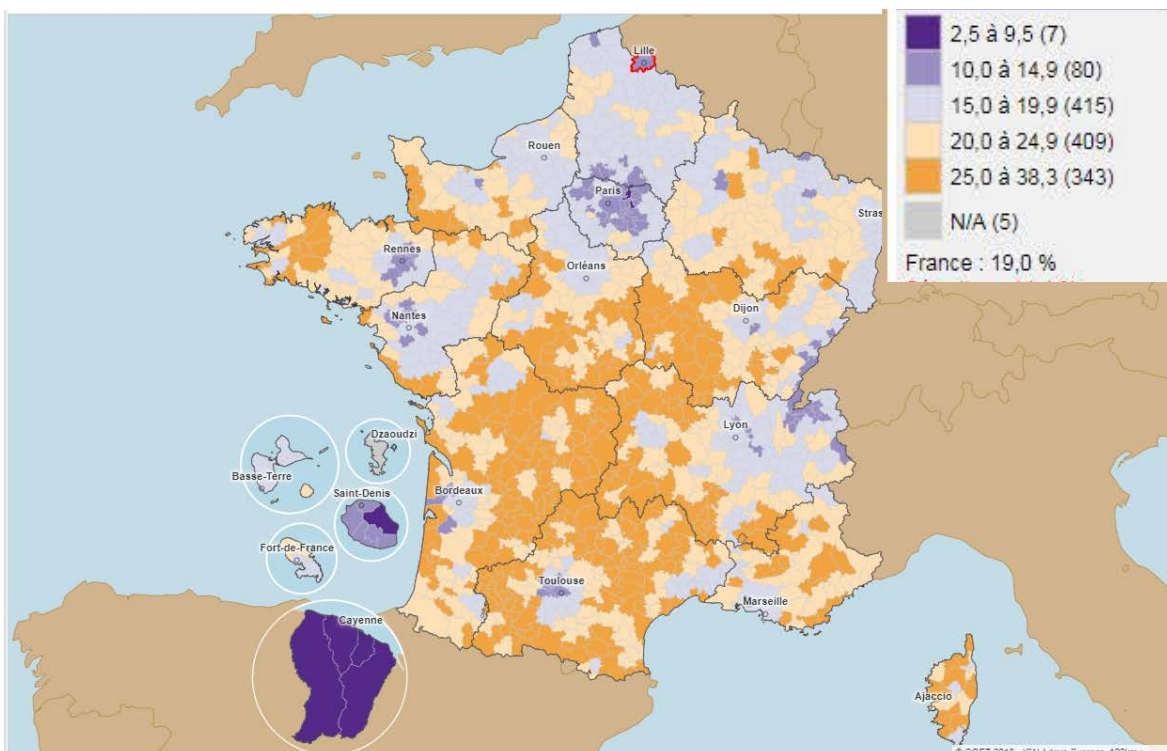 2,5 à 9,5 (7)
10,0 à 14,9 (80)
15,0 à 19,9 (415)
20,0 à 24,9 (409)
25,0 à 38,3 (343)
N/A (5)
France : 19,0 %
Lille
Rouen
Paris
Stras
Rennes
Orléans
Nantes
Dijon
Lyon
Dzaoudzi
Basse-Terre
Saint-Denis
Bordeaux
Fort-de-France
Toulouse
Marseille
Cayenne
Ajaccio